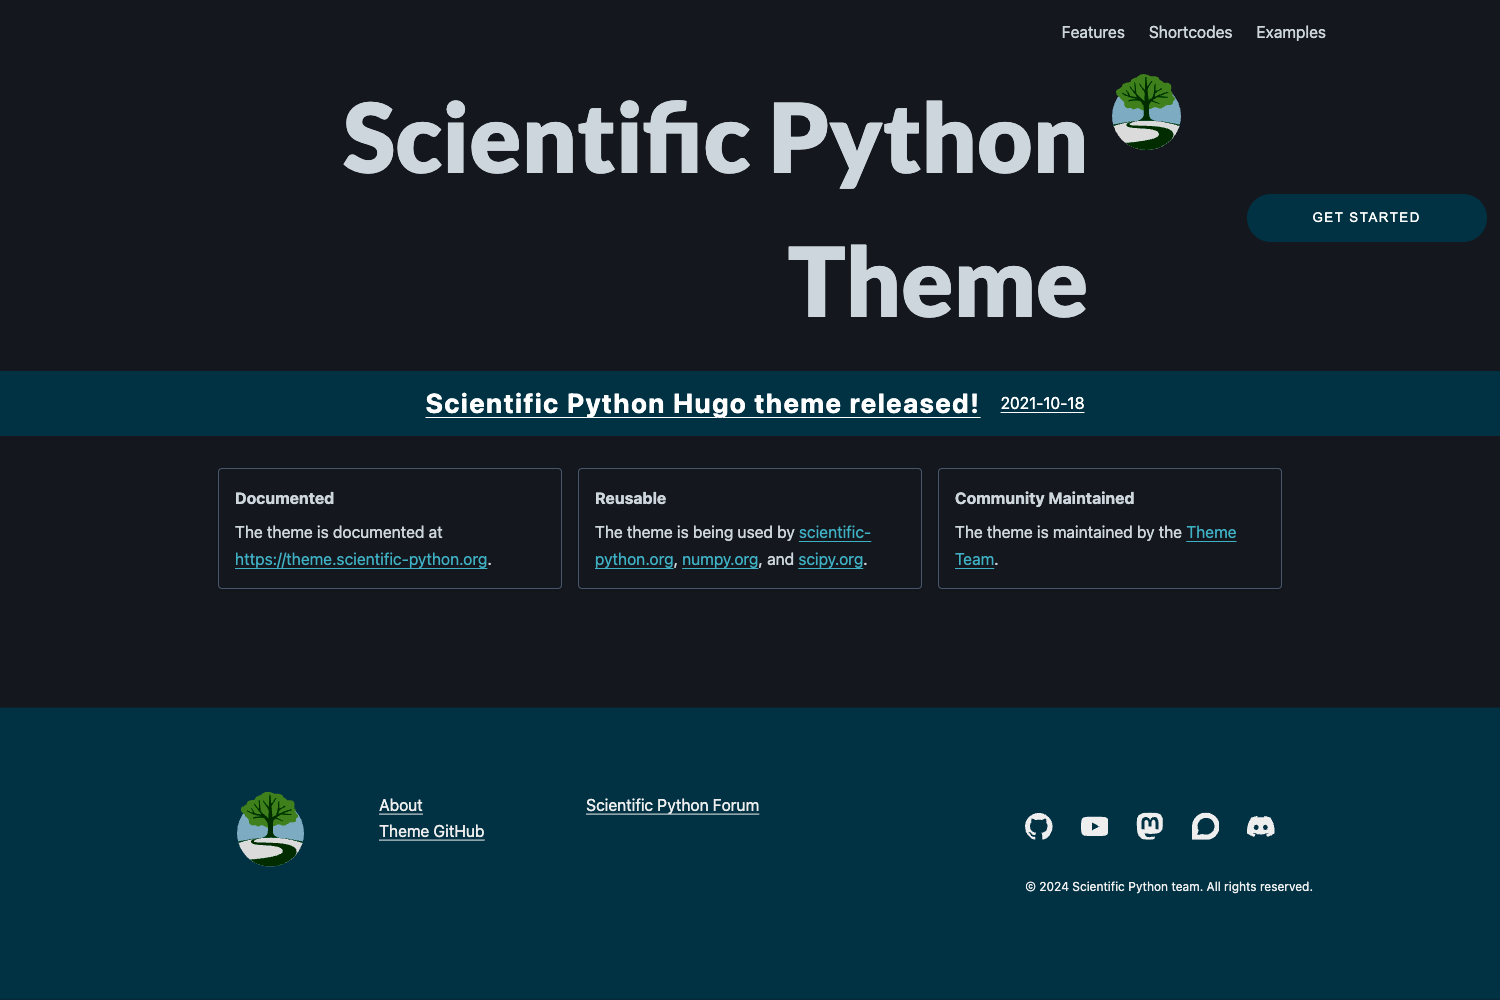 Features Shortcodes Examples
Scientific Python
Theme
GET STARTED
Scientific Python Hugo theme released! 2021-10-18
Documented
The theme is documented at
https://theme.scientific-python.org.
Reusable
The theme is being used by scientific-
python.org, numpy.org, and scipy.org.
Community Maintained
The theme is maintained by the Theme
Team.
About
Theme GitHub
Scientific Python Forum
© 2024 Scientific Python team. All rights reserved.